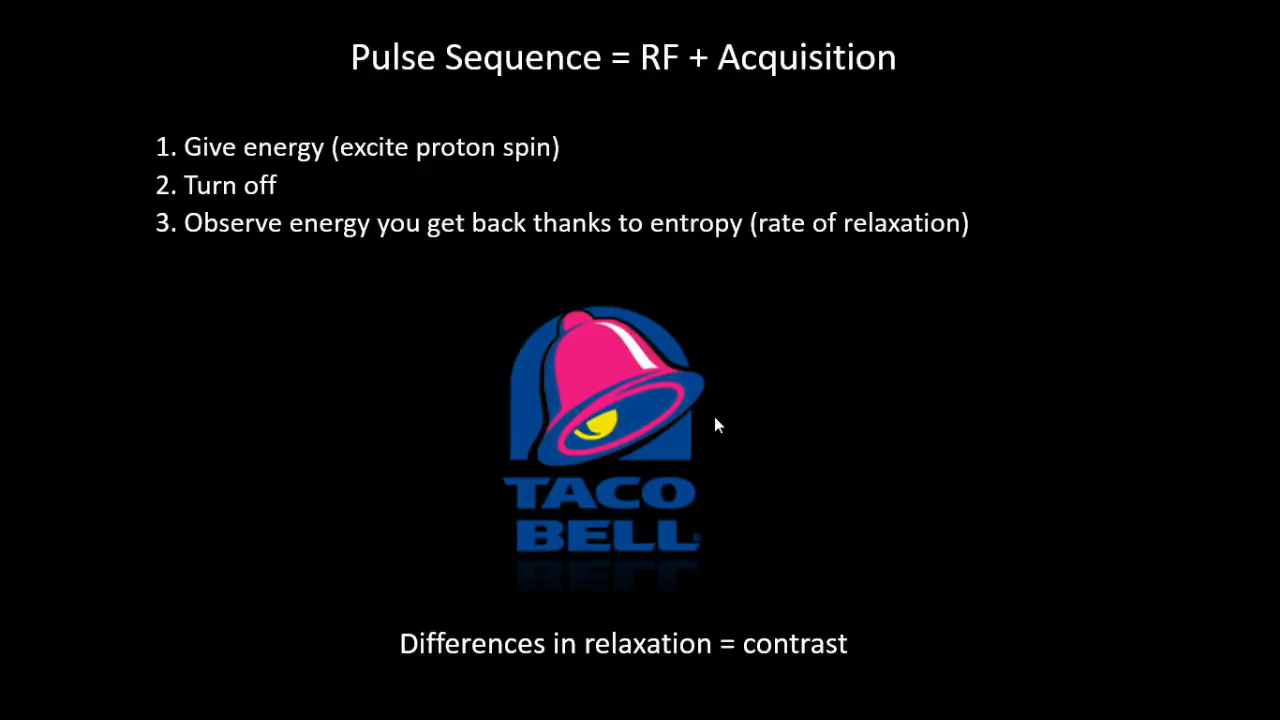 Pulse Sequence = RF + Acquisition
1. Give energy (excite proton spin)
2. Turn off
3. Observe energy you get back thanks to entropy (rate of relaxation)
TACO
BELL
Differences in relaxation = contrast